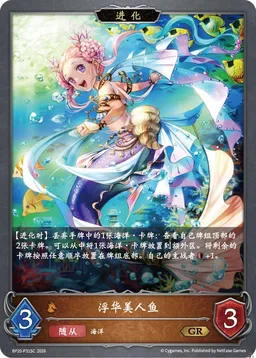 进化
【进化时】丢弃手牌中的1张海洋·卡牌:查看自己牌组顶部的
2张卡牌。可以从中将1张海洋·卡牌放置到额外区。将剩余的
卡牌按照任意顺序放置在牌组底部。自己的主战者+1。
浮华美人鱼
3
随从 海洋
GR
3
BP20-P31SC 2026
© Cygames, Inc. Published by NetEase Games